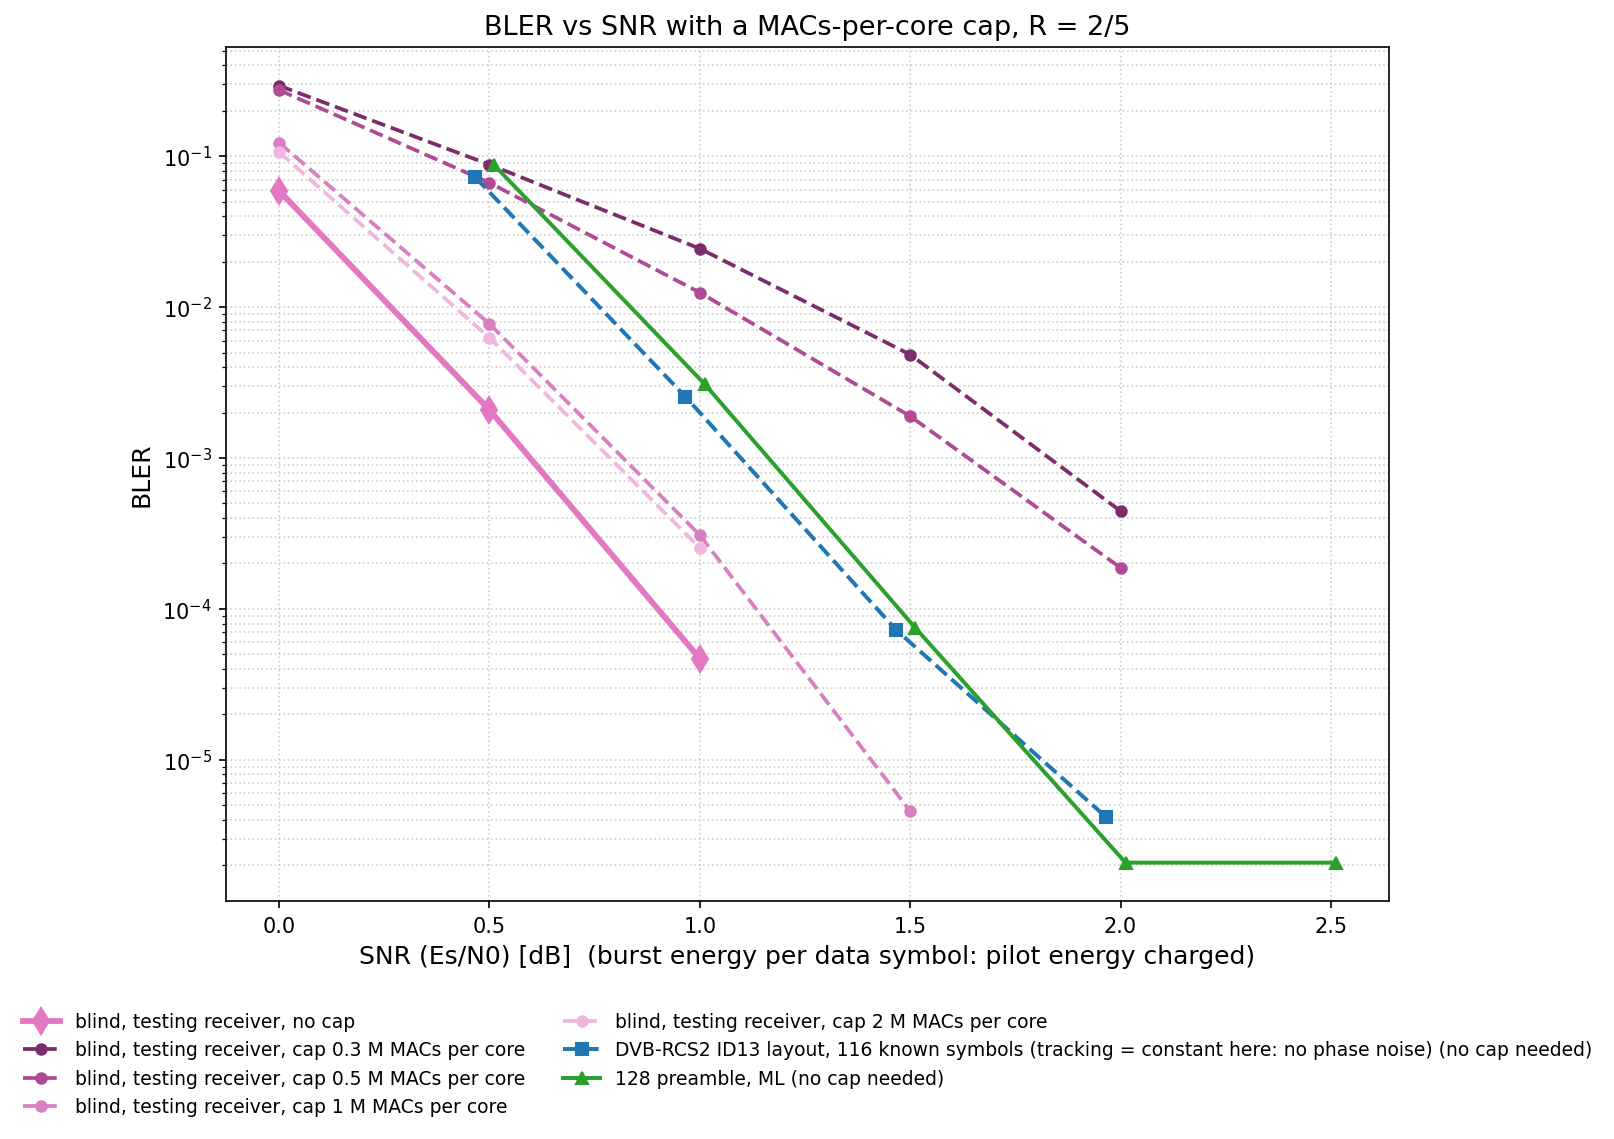 BLER vs SNR with a MACs-per-core cap, R = 2/5
BLER
10⁻¹
10⁻²
10⁻³
10⁻⁴
10⁻⁵
0.0 0.5 1.0 1.5 2.0 2.5
SNR (Es/N0) [dB]  (burst energy per data symbol: pilot energy charged)
blind, testing receiver, no cap
blind, testing receiver, cap 0.3 M MACs per core
blind, testing receiver, cap 0.5 M MACs per core
blind, testing receiver, cap 1 M MACs per core
blind, testing receiver, cap 2 M MACs per core
DVB-RCS2 ID13 layout, 116 known symbols (tracking = constant here: no phase noise) (no cap needed)
128 preamble, ML (no cap needed)